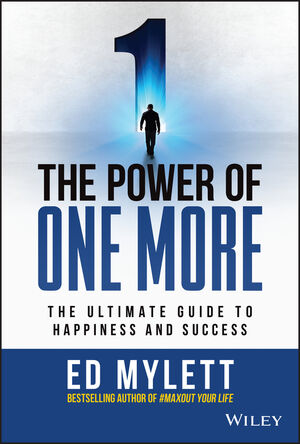 1
THE POWER OF
ONE MORE
THE ULTIMATE GUIDE TO
HAPPINESS AND SUCCESS
ED MYLETT
BESTSELLING AUTHOR OF #MAXOUT YOUR LIFE
WILEY